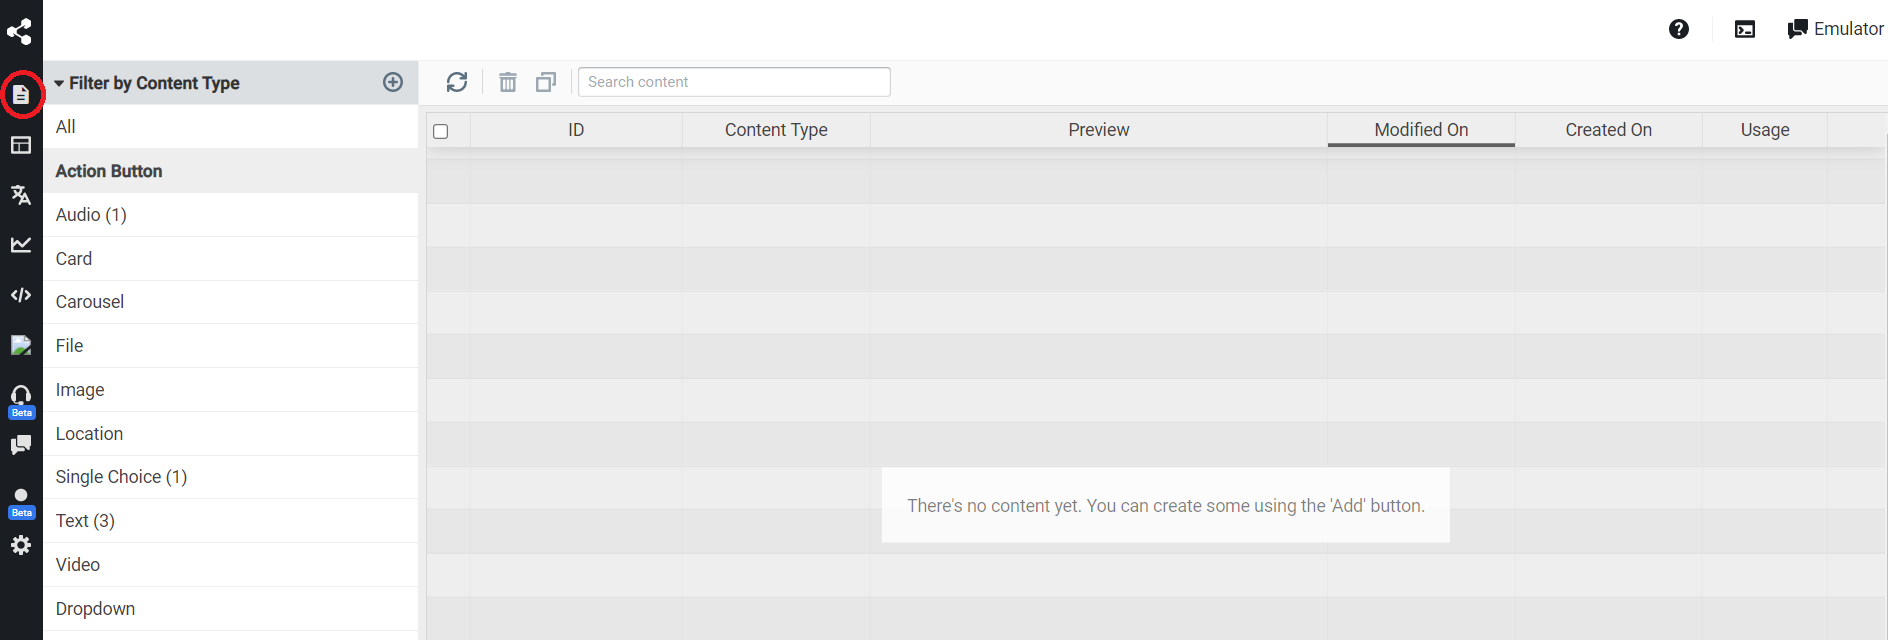 Emulator
Filter by Content Type
Search content
All
ID Content Type Preview Modified On Created On Usage
Action Button
Audio (1)
Card
Carousel
File
Image
Beta
Location
Single Choice (1)
There's no content yet. You can create some using the 'Add' button.
Beta
Text (3)
Video
Dropdown